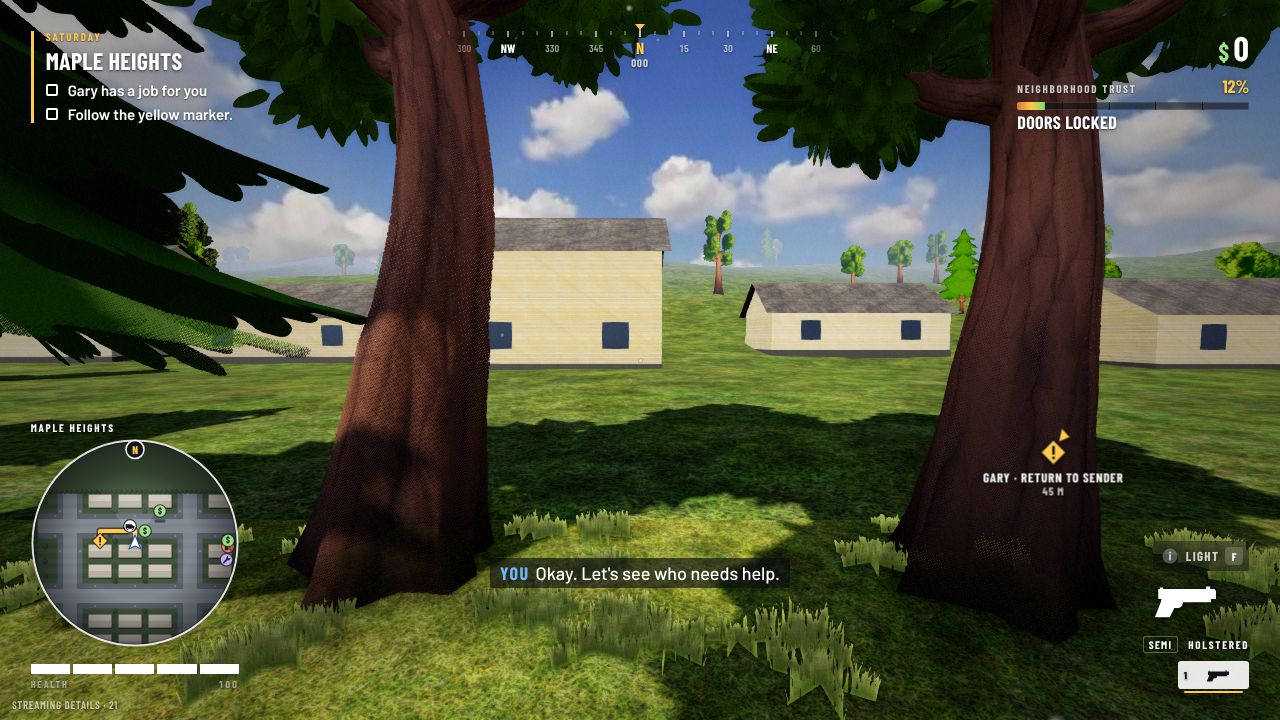 SATURDAY
MAPLE HEIGHTS
Gary has a job for you
Follow the yellow marker.
300 NW 330 345 N 15 30 NE 60
000
$0
NEIGHBORHOOD TRUST 12%
DOORS LOCKED
GARY · RETURN TO SENDER
45 M
MAPLE HEIGHTS
N
$
$
$
!
YOU Okay. Let's see who needs help.
i LIGHT F
SEMI HOLSTERED
1
HEALTH 100
STREAMING DETAILS · 21